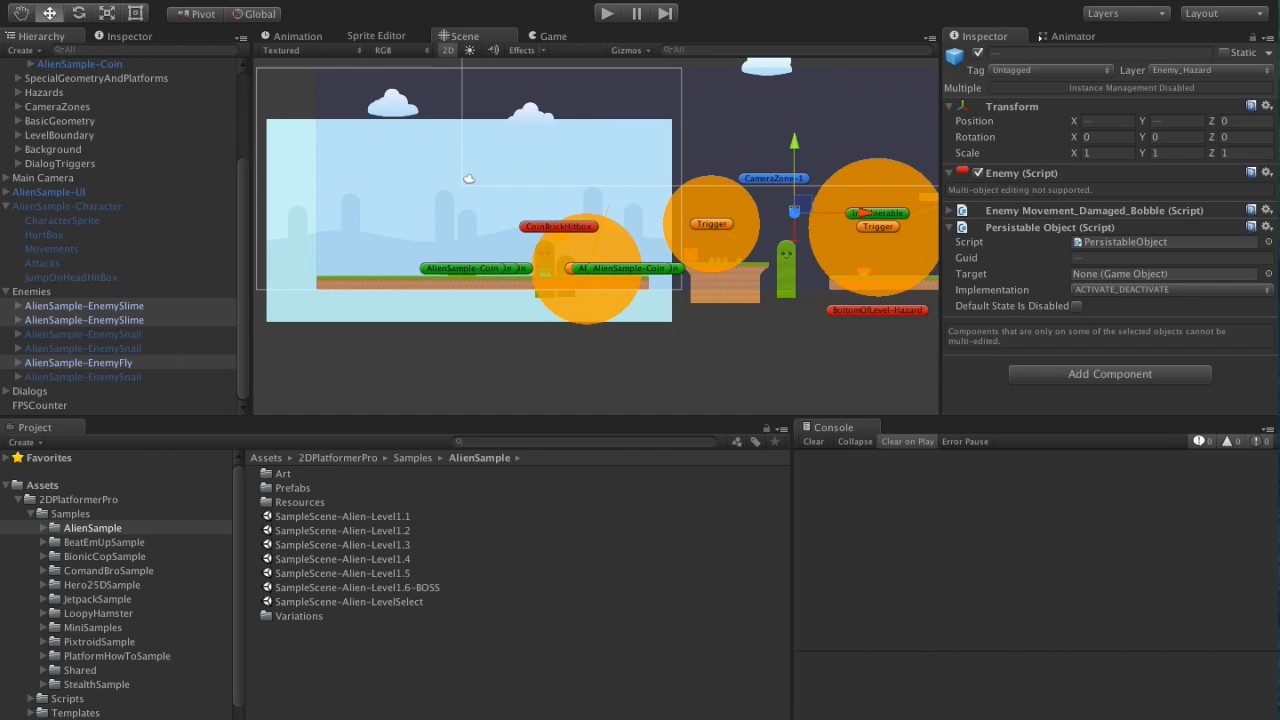 Pivot Global Layers Layout
Hierarchy Inspector Animation Sprite Editor Scene Game Inspector Animator
Create All Textured RGB 2D Effects Gizmos All
AlienSample-Coin
SpecialGeometryAndPlatforms
Hazards
CameraZones
BasicGeometry
LevelBoundary
Background
DialogTriggers
Main Camera
AlienSample-UI
AlienSample-Character
CharacterSprite
HurtBox
Movements
Attacks
JumpOnHeadHitBox
Enemies
AlienSample-EnemySlime
AlienSample-EnemySlime
AlienSample-EnemySnail
AlienSample-EnemySnail
AlienSample-EnemyFly
AlienSample-EnemySnail
Dialogs
FPSCounter
CameraZone-1
CoinBrickHitbox
Trigger
Trigger
AlienSample-Coin
AlienSample-Coin
BottomOfLevel-Hazard
— Static
Tag Untagged Layer Enemy_Hazard
Multiple Instance Management Disabled
Transform
Position X — Y — Z 0
Rotation X 0 Y 0 Z 0
Scale X 1 Y 1 Z 1
Enemy (Script)
Multi-object editing not supported.
Enemy Movement_Damaged_Bobble (Script)
Persistable Object (Script)
Script PersistableObject
Guid —
Target None (Game Object)
Implementation ACTIVATE_DEACTIVATE
Default State Is Disabled
Components that are only on some of the selected objects cannot be
multi-edited.
Add Component
Project
Create
Favorites
Assets
2DPlatformerPro
Samples
AlienSample
BeatEmUpSample
BionicCopSample
ComandBroSample
Hero25DSample
JetpackSample
LoopyHamster
MiniSamples
PixtroidSample
PlatformHowToSample
Shared
StealthSample
Scripts
Templates
Assets 2DPlatformerPro Samples AlienSample
Art
Prefabs
Resources
SampleScene-Alien-Level1.1
SampleScene-Alien-Level1.2
SampleScene-Alien-Level1.3
SampleScene-Alien-Level1.4
SampleScene-Alien-Level1.5
SampleScene-Alien-Level1.6-BOSS
SampleScene-Alien-LevelSelect
Variations
Console
Clear Collapse Clear on Play Error Pause 0 0 0